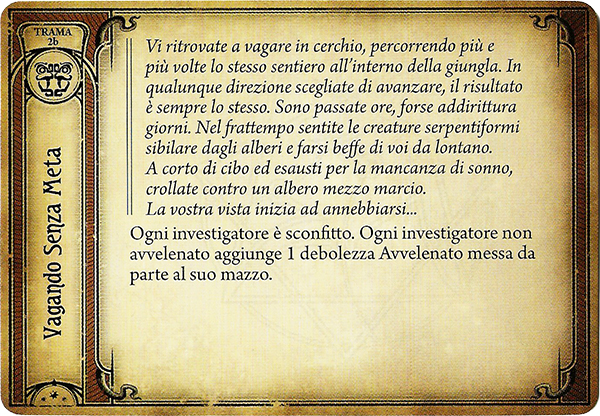 TRAMA
2b
Vagando Senza Meta
Vi ritrovate a vagare in cerchio, percorrendo più e
più volte lo stesso sentiero all'interno della giungla. In
qualunque direzione scegliate di avanzare, il risultato
è sempre lo stesso. Sono passate ore, forse addirittura
giorni. Nel frattempo sentite le creature serpentiformi
sibilare dagli alberi e farsi beffe di voi da lontano.
A corto di cibo ed esausti per la mancanza di sonno,
crollate contro un albero mezzo marcio.
La vostra vista inizia ad annebbiarsi...
Ogni investigatore è sconfitto. Ogni investigatore non
avvelenato aggiunge 1 debolezza Avvelenato messa da
parte al suo mazzo.